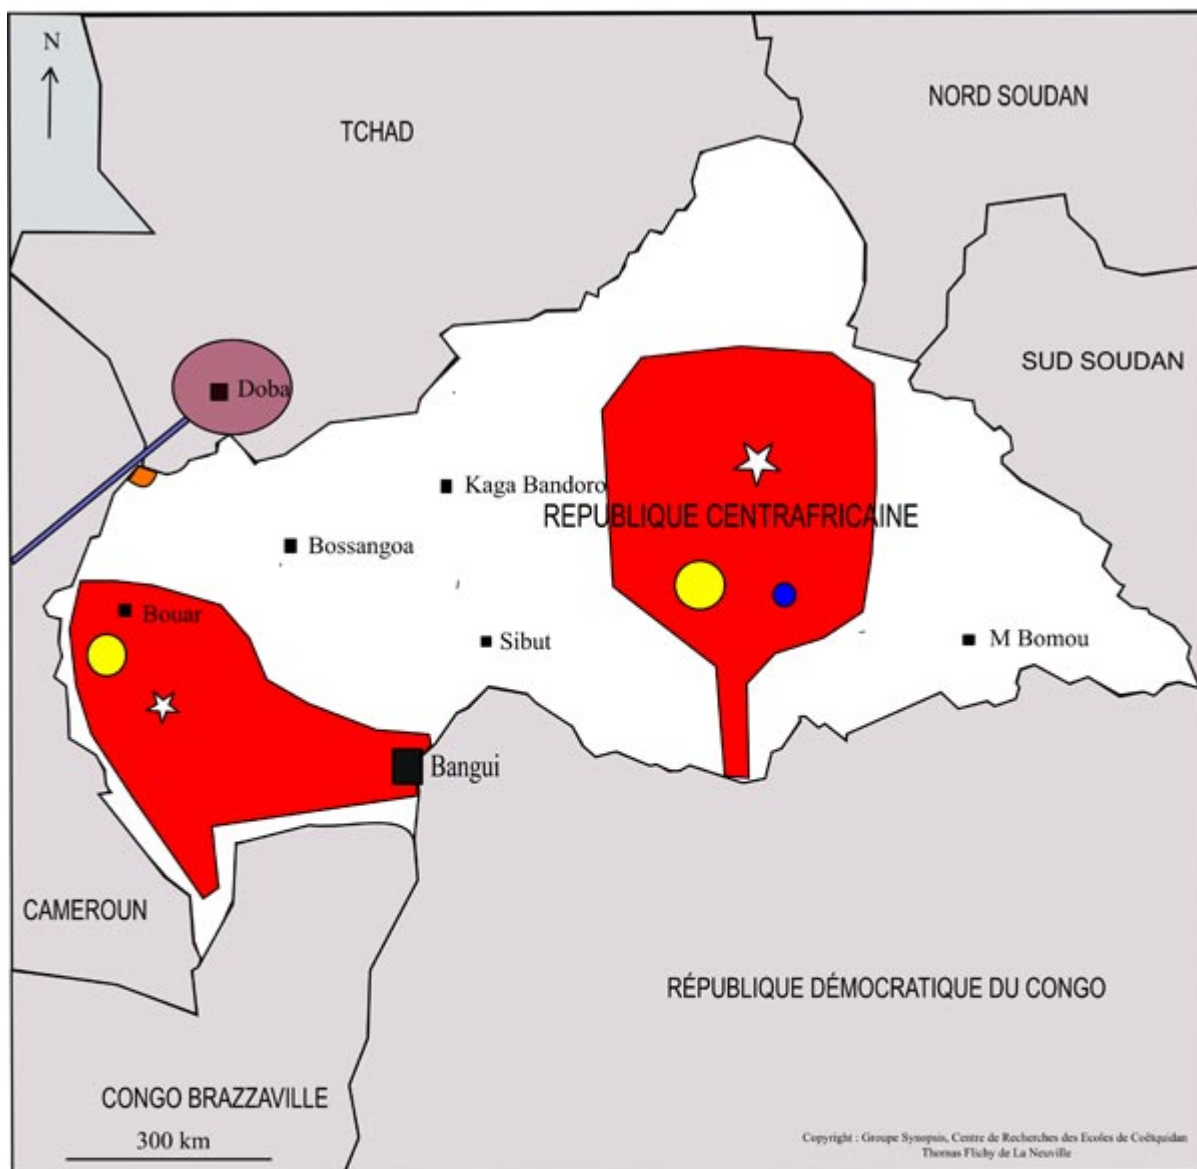 N
NORD SOUDAN
TCHAD
SUD SOUDAN
Doba
Kaga Bandoro
REPUBLIQUE CENTRAFRICAINE
Bossangoa
Bouar
Sibut
M Bomou
Bangui
CAMEROUN
RÉPUBLIQUE DÉMOCRATIQUE DU CONGO
CONGO BRAZZAVILLE
300 km
Copyright : Groupe Synopsis, Centre de Recherches des Ecoles de Coëtquidan
Thomas Flichy de La Neuville